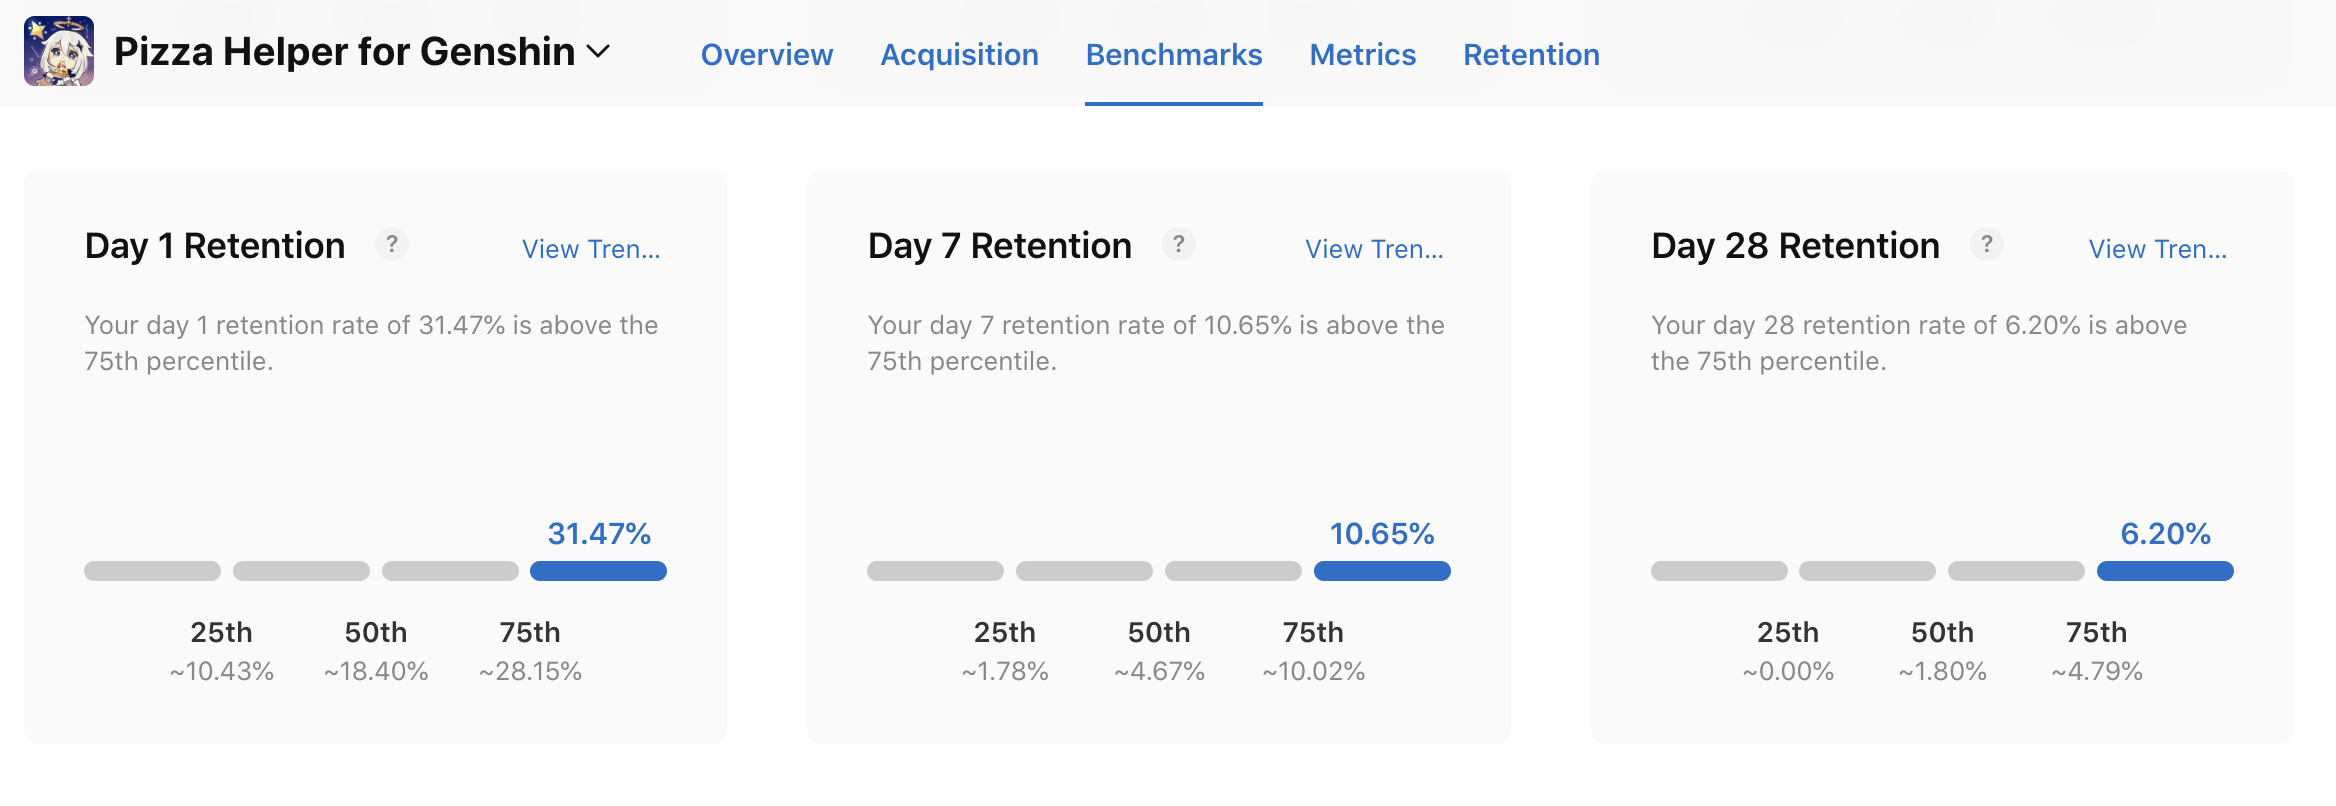 Pizza Helper for Genshin
Overview Acquisition Benchmarks Metrics Retention
Day 1 Retention ? View Tren...
Your day 1 retention rate of 31.47% is above the
75th percentile.
31.47%
25th 50th 75th
~10.43% ~18.40% ~28.15%
Day 7 Retention ? View Tren...
Your day 7 retention rate of 10.65% is above the
75th percentile.
10.65%
25th 50th 75th
~1.78% ~4.67% ~10.02%
Day 28 Retention ? View Tren...
Your day 28 retention rate of 6.20% is above
the 75th percentile.
6.20%
25th 50th 75th
~0.00% ~1.80% ~4.79%